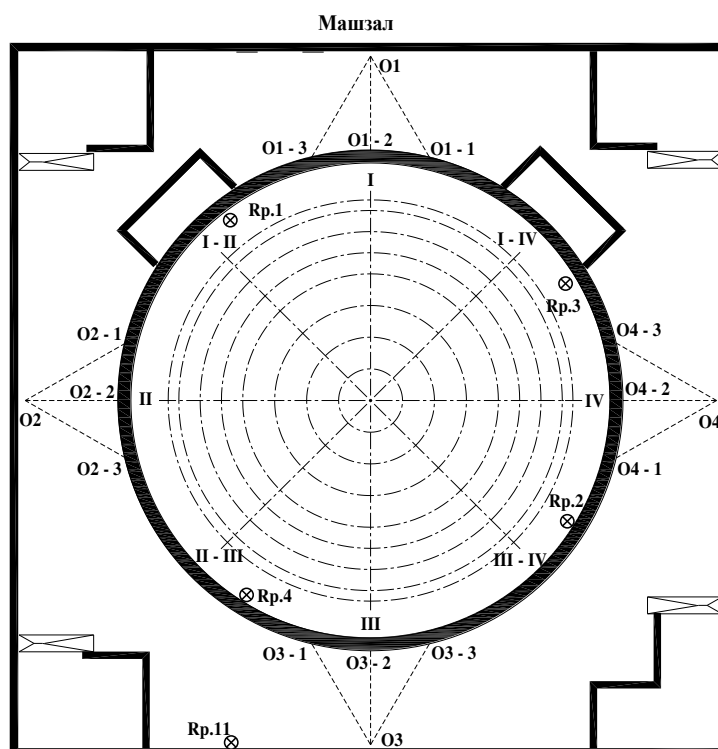 Машзал
O1
O1 - 3
O1 - 2
O1 - 1
I
Rp.1
I - II
I - IV
Rp.3
O2 - 1
O4 - 3
O2 - 2
II
IV
O4 - 2
O2
O4
O2 - 3
O4 - 1
Rp.2
II - III
III - IV
Rp.4
III
O3 - 1
O3 - 2
O3 - 3
Rp.11
O3